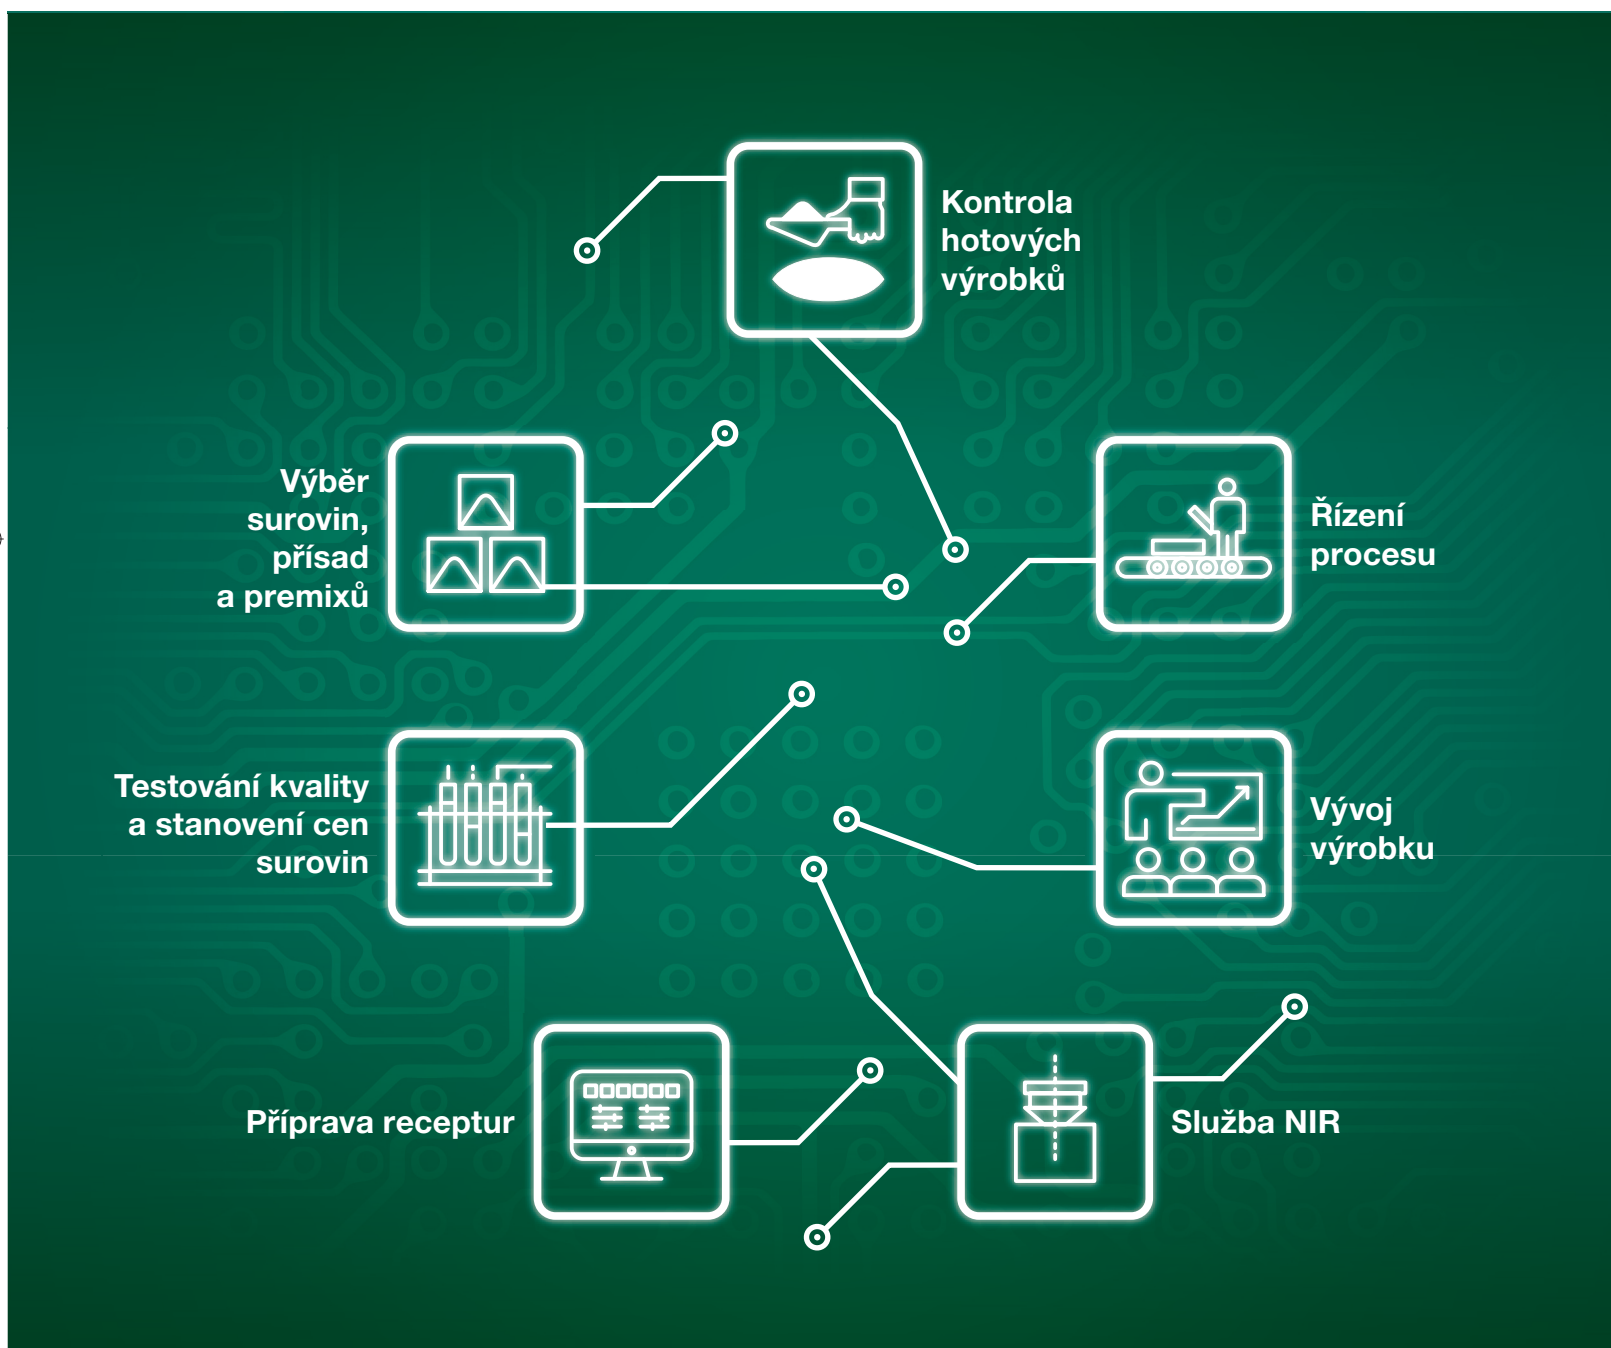 Kontrola
hotových
výrobků
Výběr
surovin,
přísad
a premixů
Řízení
procesu
Testování kvality
a stanovení cen
surovin
Vývoj
výrobku
Příprava receptur
Služba NIR